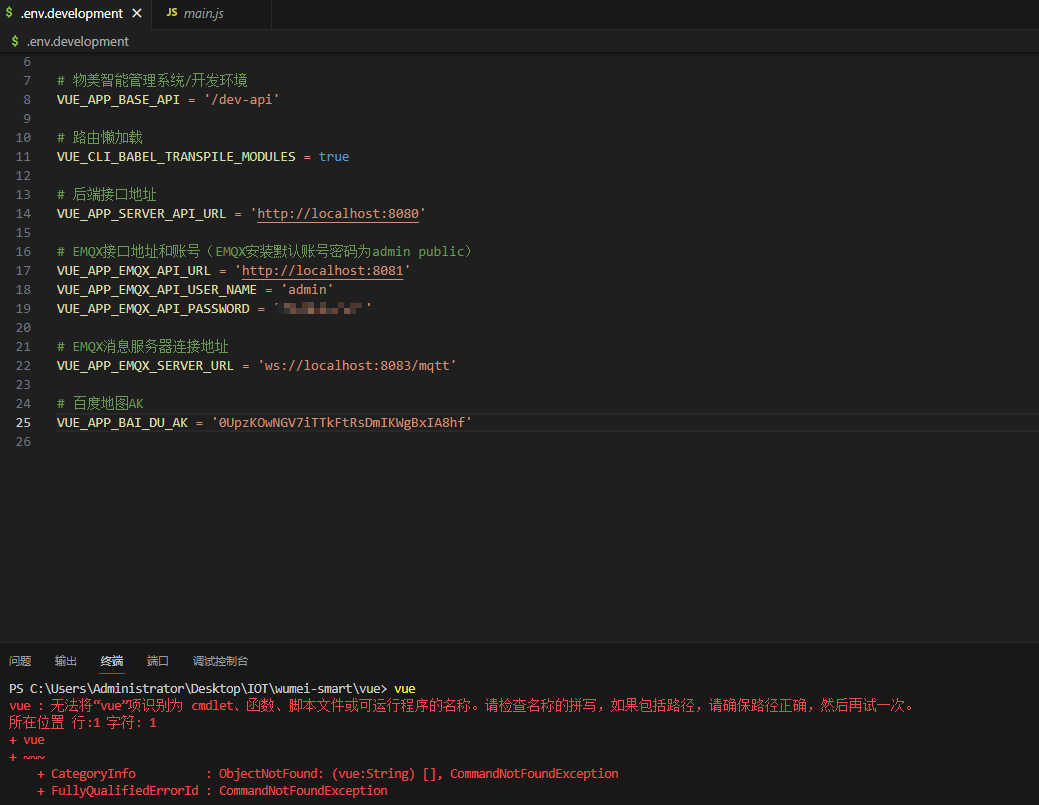 $ .env.development ✕ JS main.js
$ .env.development
6
7 # 物美智能管理系统/开发环境
8 VUE_APP_BASE_API = '/dev-api'
9
10 # 路由懒加载
11 VUE_CLI_BABEL_TRANSPILE_MODULES = true
12
13 # 后端接口地址
14 VUE_APP_SERVER_API_URL = 'http://localhost:8080'
15
16 # EMQX接口地址和账号（EMQX安装默认账号密码为admin public）
17 VUE_APP_EMQX_API_URL = 'http://localhost:8081'
18 VUE_APP_EMQX_API_USER_NAME = 'admin'
19 VUE_APP_EMQX_API_PASSWORD = ' '
20
21 # EMQX消息服务器连接地址
22 VUE_APP_EMQX_SERVER_URL = 'ws://localhost:8083/mqtt'
23
24 # 百度地图AK
25 VUE_APP_BAI_DU_AK = '0UpzKOwNGV7iTTkFtRsDmIKWgBxIA8hf'
26
问题 输出 终端 端口 调试控制台
PS C:\Users\Administrator\Desktop\IOT\wumei-smart\vue> vue
vue : 无法将“vue”项识别为 cmdlet、函数、脚本文件或可运行程序的名称。请检查名称的拼写，如果包括路径，请确保路径正确，然后再试一次。
所在位置 行:1 字符: 1
+ vue
+ ~~~
+ CategoryInfo : ObjectNotFound: (vue:String) [], CommandNotFoundException
+ FullyQualifiedErrorId : CommandNotFoundException